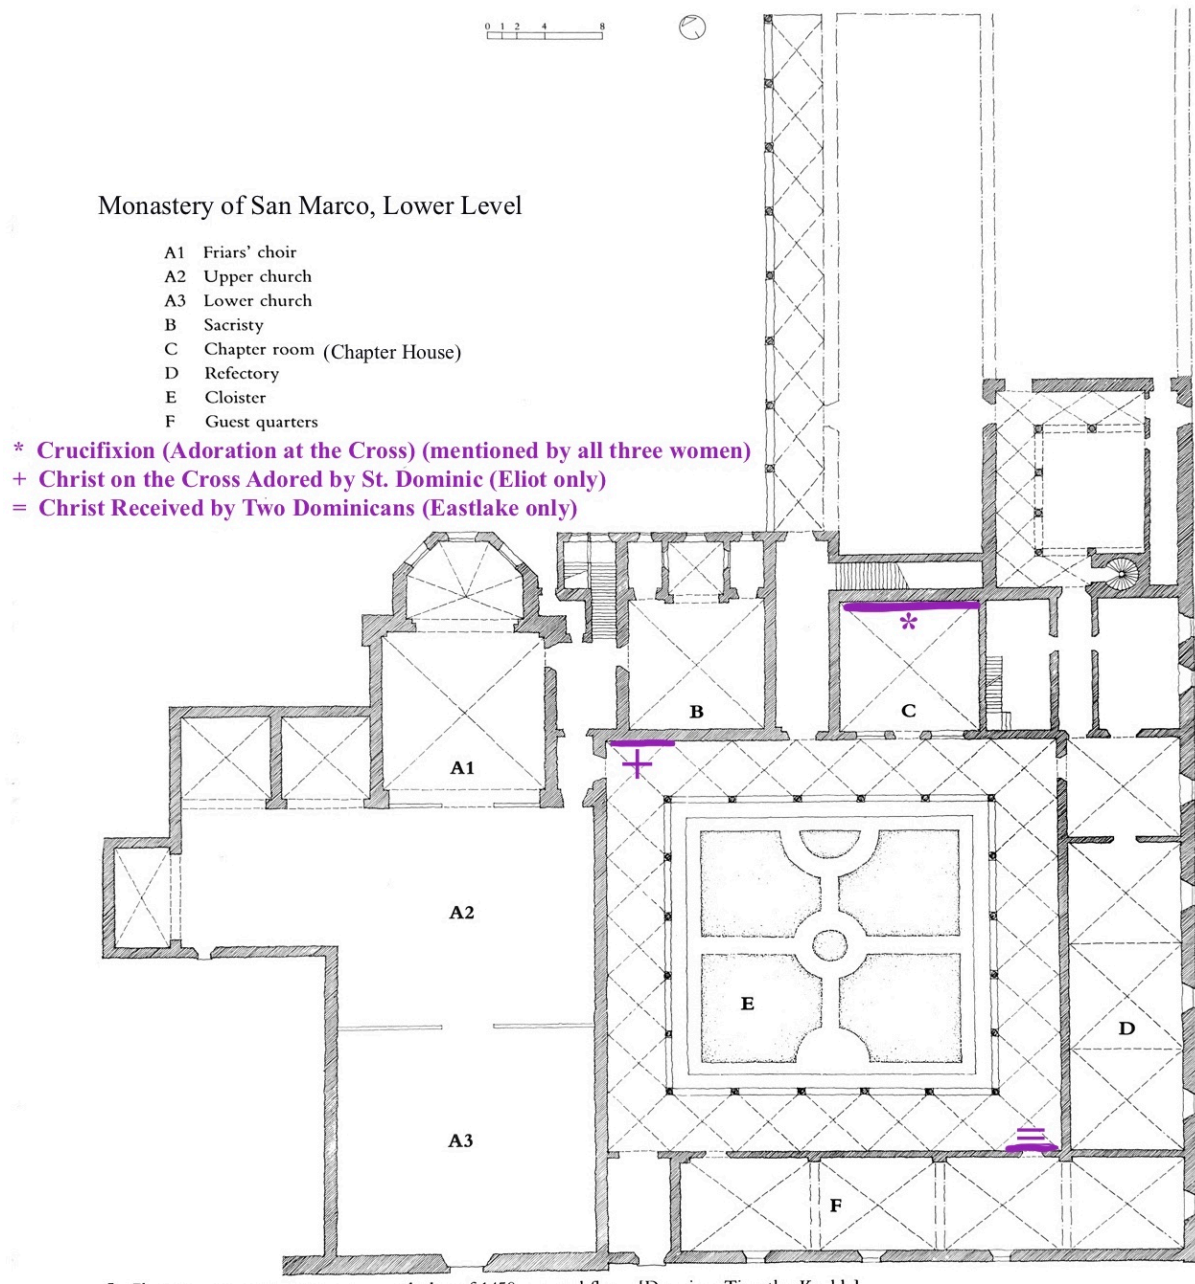 0 1 2 4 8
Monastery of San Marco, Lower Level
A1 Friars' choir
A2 Upper church
A3 Lower church
B Sacristy
C Chapter room (Chapter House)
D Refectory
E Cloister
F Guest quarters
* Crucifixion (Adoration at the Cross) (mentioned by all three women)
+ Christ on the Cross Adored by St. Dominic (Eliot only)
= Christ Received by Two Dominicans (Eastlake only)
*
B
C
+
A1
A2
E
D
=
A3
F